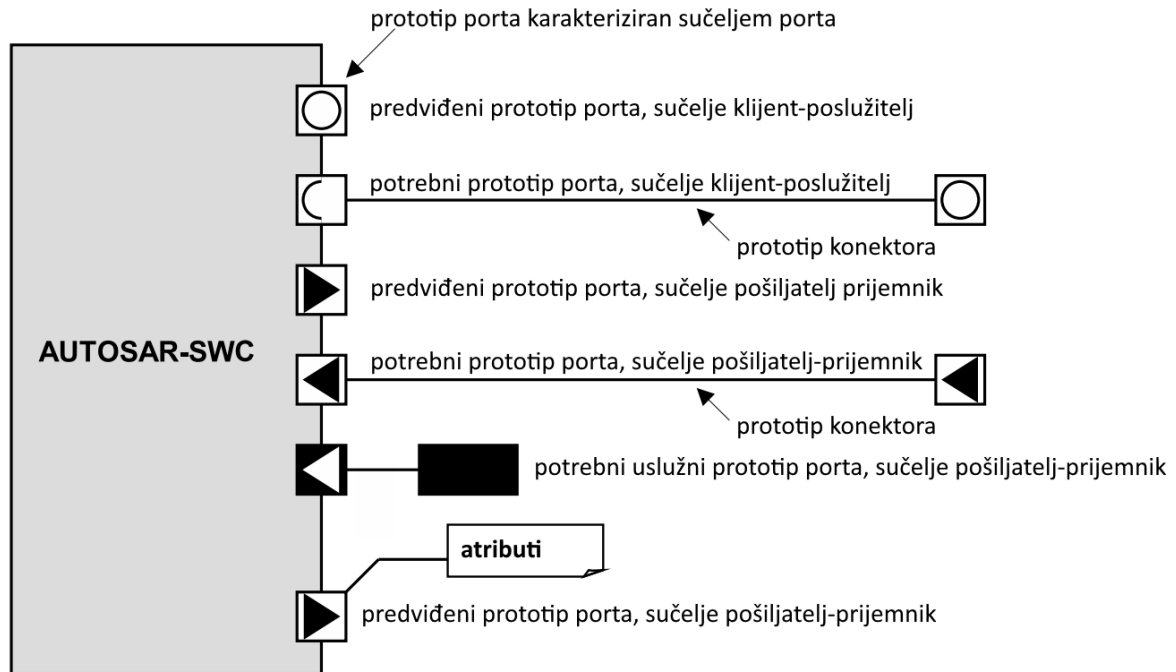 prototip porta karakteriziran sučeljem porta
predviđeni prototip porta, sučelje klijent-poslužitelj
potrebni prototip porta, sučelje klijent-poslužitelj
prototip konektora
predviđeni prototip porta, sučelje pošiljatelj prijemnik
AUTOSAR-SWC
potrebni prototip porta, sučelje pošiljatelj-prijemnik
prototip konektora
potrebni uslužni prototip porta, sučelje pošiljatelj-prijemnik
atributi
predviđeni prototip porta, sučelje pošiljatelj-prijemnik